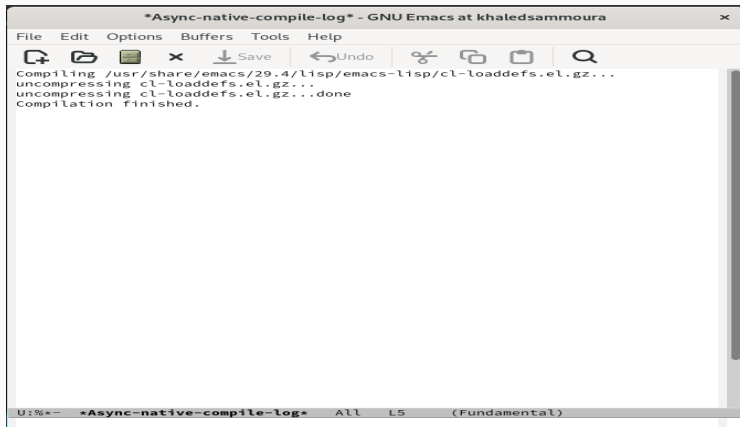 *Async-native-compile-log* - GNU Emacs at khaledsammoura
File Edit Options Buffers Tools Help
Save Undo
Compiling /usr/share/emacs/29.4/lisp/emacs-lisp/cl-loaddefs.el.gz...
uncompressing cl-loaddefs.el.gz...
uncompressing cl-loaddefs.el.gz...done
Compilation finished.
U:%*- *Async-native-compile-log* All L5 (Fundamental)